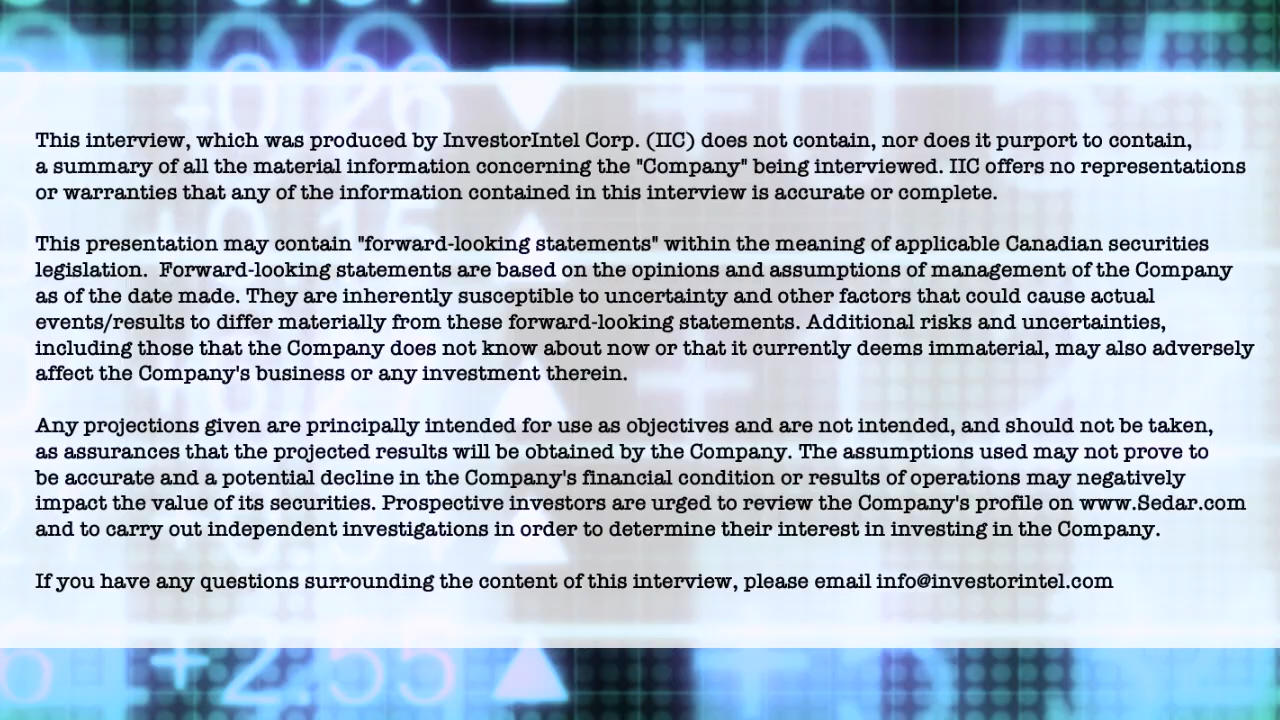 This interview, which was produced by InvestorIntel Corp. (IIC) does not contain, nor does it purport to contain,
a summary of all the material information concerning the "Company" being interviewed. IIC offers no representations
or warranties that any of the information contained in this interview is accurate or complete.
This presentation may contain "forward-looking statements" within the meaning of applicable Canadian securities
legislation.  Forward-looking statements are based on the opinions and assumptions of management of the Company
as of the date made. They are inherently susceptible to uncertainty and other factors that could cause actual
events/results to differ materially from these forward-looking statements. Additional risks and uncertainties,
including those that the Company does not know about now or that it currently deems immaterial, may also adversely
affect the Company's business or any investment therein.
Any projections given are principally intended for use as objectives and are not intended, and should not be taken,
as assurances that the projected results will be obtained by the Company. The assumptions used may not prove to
be accurate and a potential decline in the Company's financial condition or results of operations may negatively
impact the value of its securities. Prospective investors are urged to review the Company's profile on www.Sedar.com
and to carry out independent investigations in order to determine their interest in investing in the Company.
If you have any questions surrounding the content of this interview, please email info@investorintel.com
+2.55